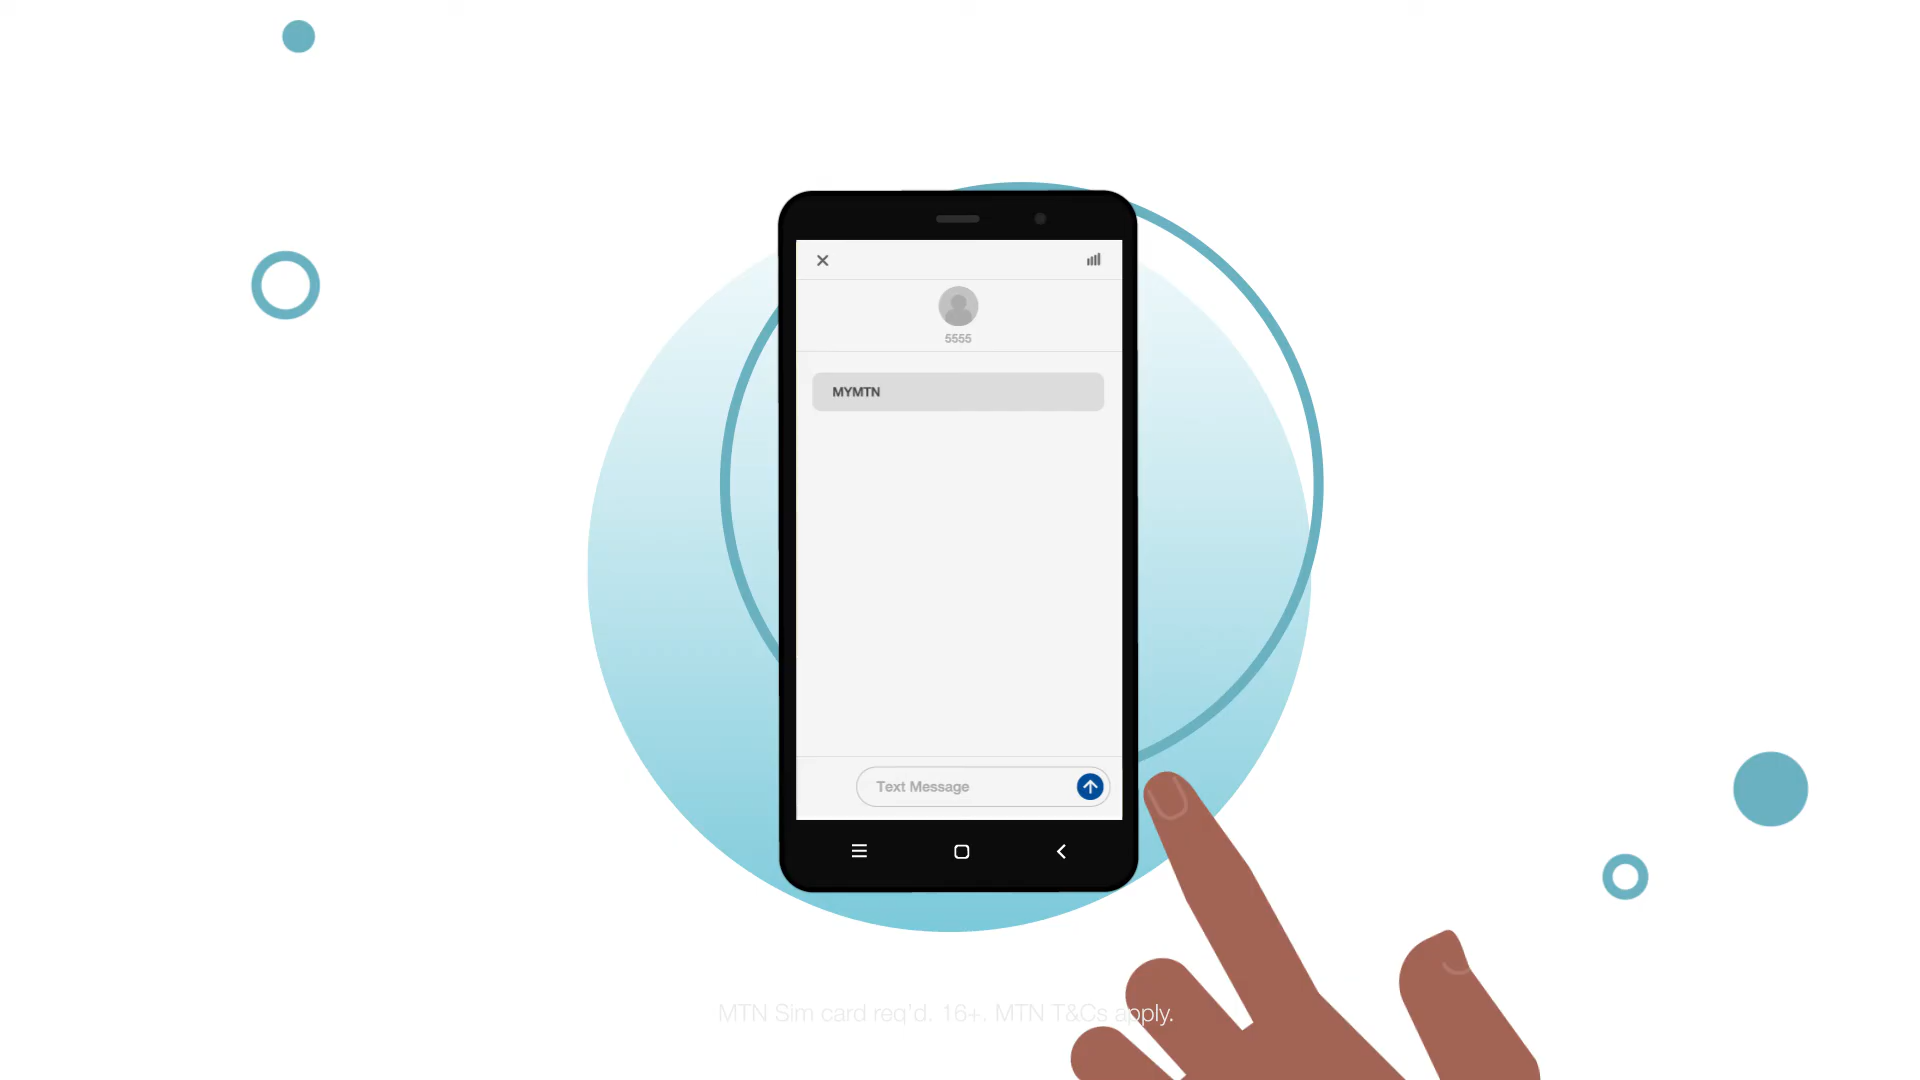 5555
MYMTN
Text Message
MTN Sim card req'd. 16+. MTN T&Cs apply.